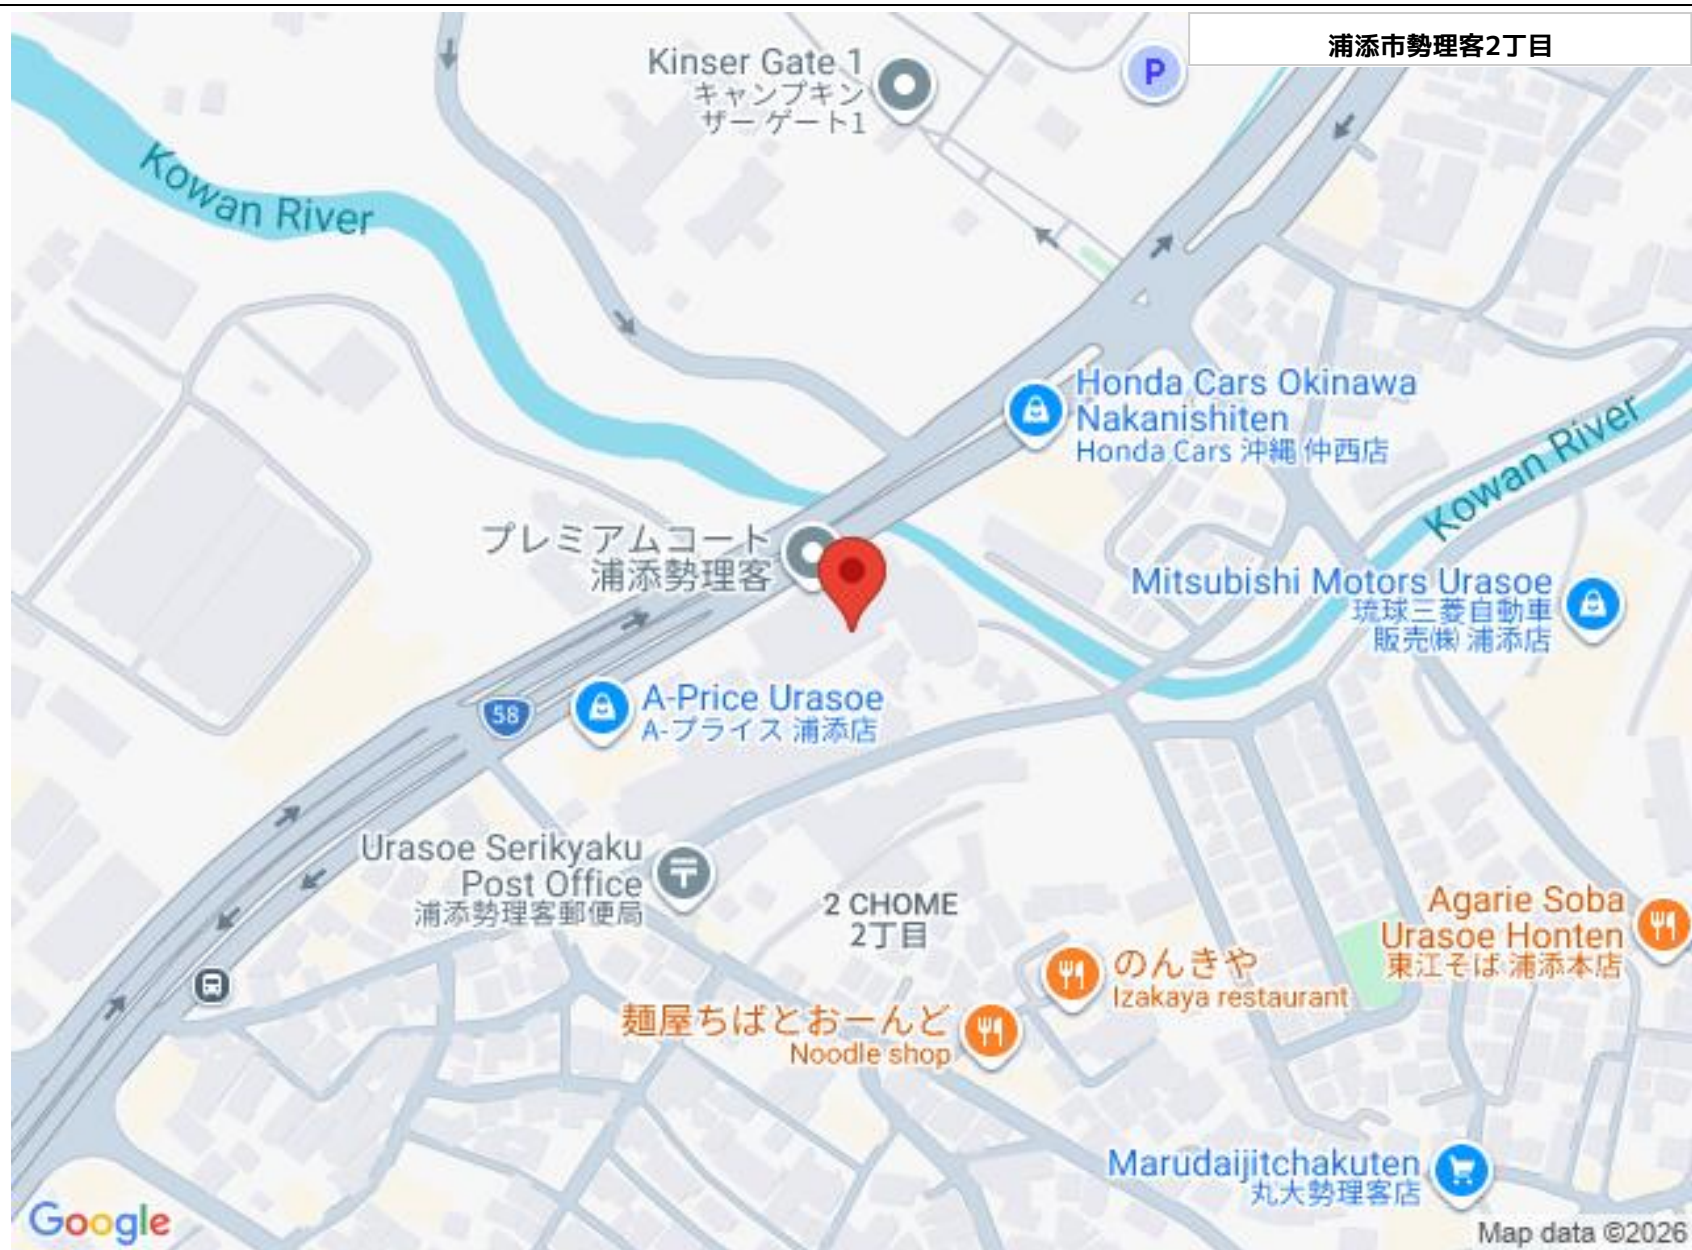 浦添市勢理客2丁目
Kinser Gate 1
キャンプキン
ザー ゲート1
P
Kowan River
Honda Cars Okinawa
Nakanishiten
Honda Cars 沖縄 仲西店
Kowan River
プレミアムコート
浦添勢理客
Mitsubishi Motors Urasoe
琉球三菱自動車
販売㈱ 浦添店
58
A-Price Urasoe
A-プライス 浦添店
Urasoe Serikyaku
Post Office
浦添勢理客郵便局
2 CHOME
2丁目
Agarie Soba
Urasoe Honten
東江そば 浦添本店
のんきや
Izakaya restaurant
麺屋ちばとおーんど
Noodle shop
Marudaijitchakuten
丸大勢理客店
Google
Map data ©2026